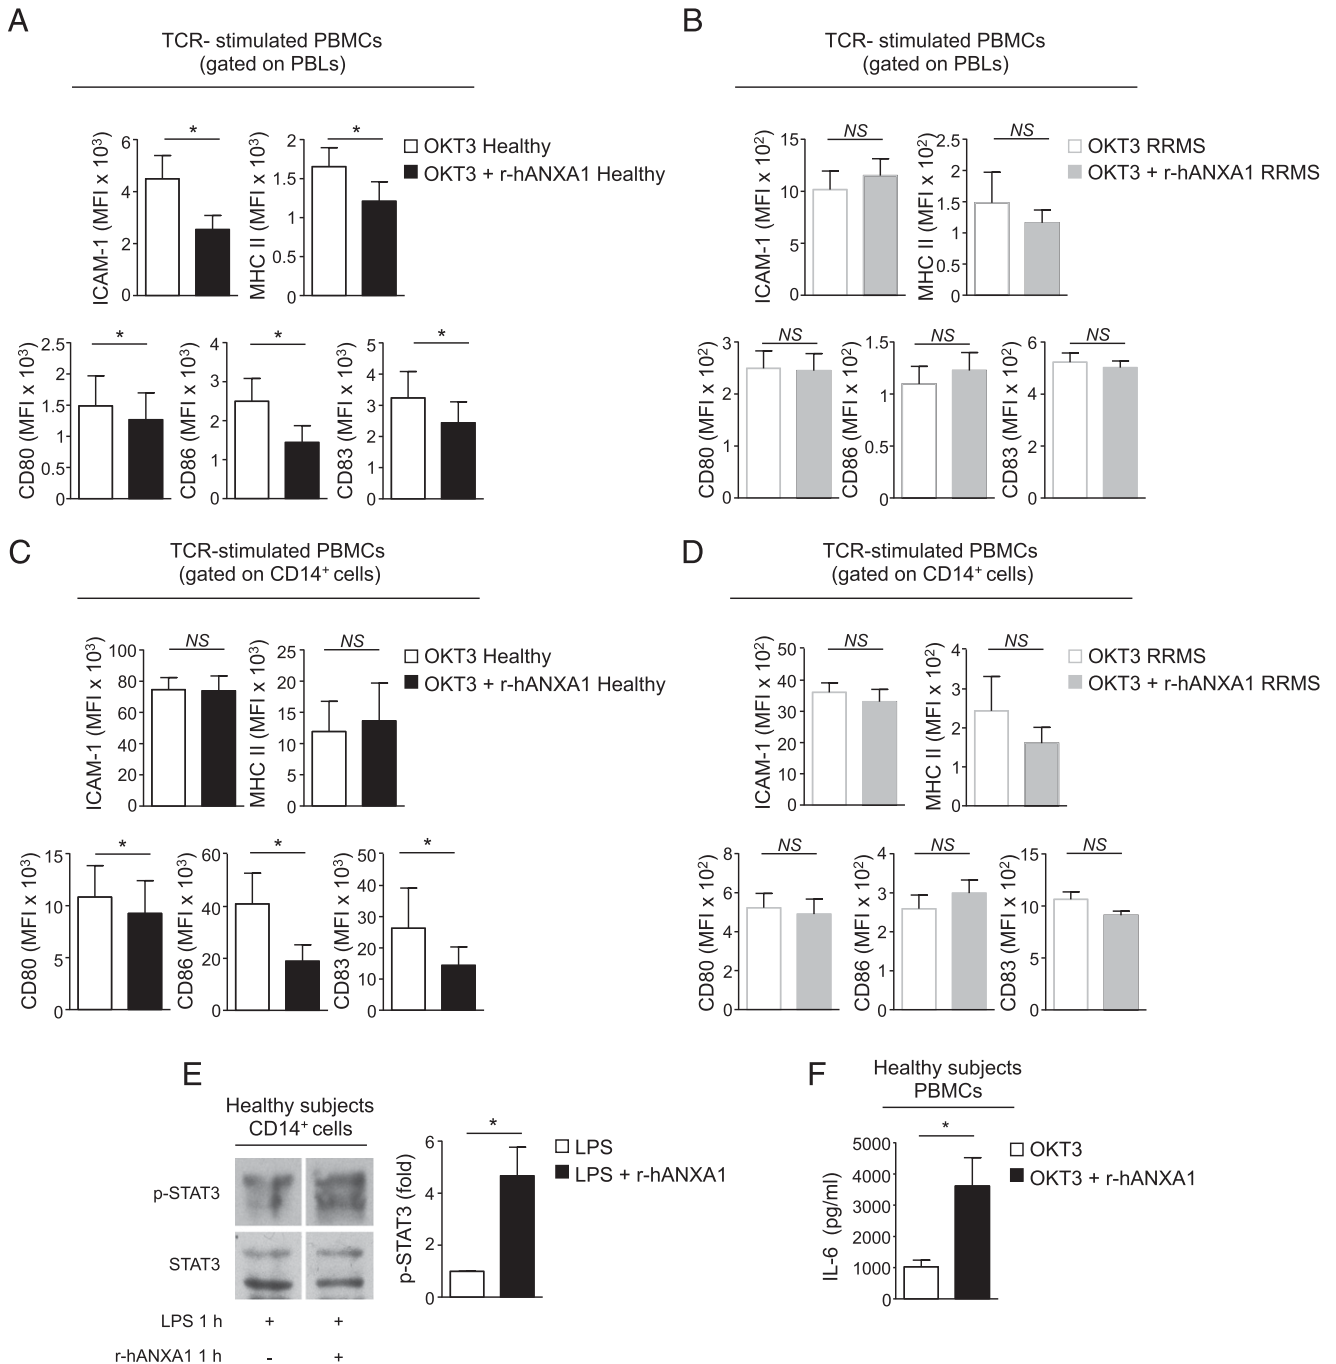 A
TCR- stimulated PBMCs
(gated on PBLs)
ICAM-1 (MFI x 10³)
6
4
2
0
*
MHC II (MFI x 10³)
2
1.5
1
0.5
0
*
OKT3 Healthy
OKT3 + r-hANXA1 Healthy
CD80 (MFI x 10³)
2.5
2
1.5
1
0.5
0
*
CD86 (MFI x 10³)
4
3
2
1
0
*
CD83 (MFI x 10³)
5
4
3
2
1
0
*
B
TCR- stimulated PBMCs
(gated on PBLs)
ICAM-1 (MFI x 10²)
15
10
5
0
NS
MHC II (MFI x 10²)
2.5
2
1.5
1
0.5
0
NS
OKT3 RRMS
OKT3 + r-hANXA1 RRMS
CD80 (MFI x 10²)
3
2
1
0
NS
CD86 (MFI x 10²)
1.5
1
0.5
0
NS
CD83 (MFI x 10²)
6
4
2
0
NS
C
TCR-stimulated PBMCs
(gated on CD14⁺ cells)
ICAM-1 (MFI x 10³)
100
80
60
40
20
0
NS
MHC II (MFI x 10³)
25
20
15
10
5
0
NS
OKT3 Healthy
OKT3 + r-hANXA1 Healthy
CD80 (MFI x 10³)
15
10
5
0
*
CD86 (MFI x 10³)
60
40
20
0
*
CD83 (MFI x 10³)
50
40
30
20
10
0
*
D
TCR-stimulated PBMCs
(gated on CD14⁺ cells)
ICAM-1 (MFI x 10²)
50
40
30
20
10
0
NS
MHC II (MFI x 10²)
4
3
2
1
0
NS
OKT3 RRMS
OKT3 + r-hANXA1 RRMS
CD80 (MFI x 10²)
8
6
4
2
0
NS
CD86 (MFI x 10²)
4
3
2
1
0
NS
CD83 (MFI x 10²)
15
10
5
0
NS
E
Healthy subjects
CD14⁺ cells
p-STAT3
STAT3
LPS 1 h + +
r-hANXA1 1 h - +
p-STAT3 (fold)
6
4
2
0
*
LPS
LPS + r-hANXA1
F
Healthy subjects
PBMCs
IL-6 (pg/ml)
5000
4000
3000
2000
1000
0
*
OKT3
OKT3 + r-hANXA1